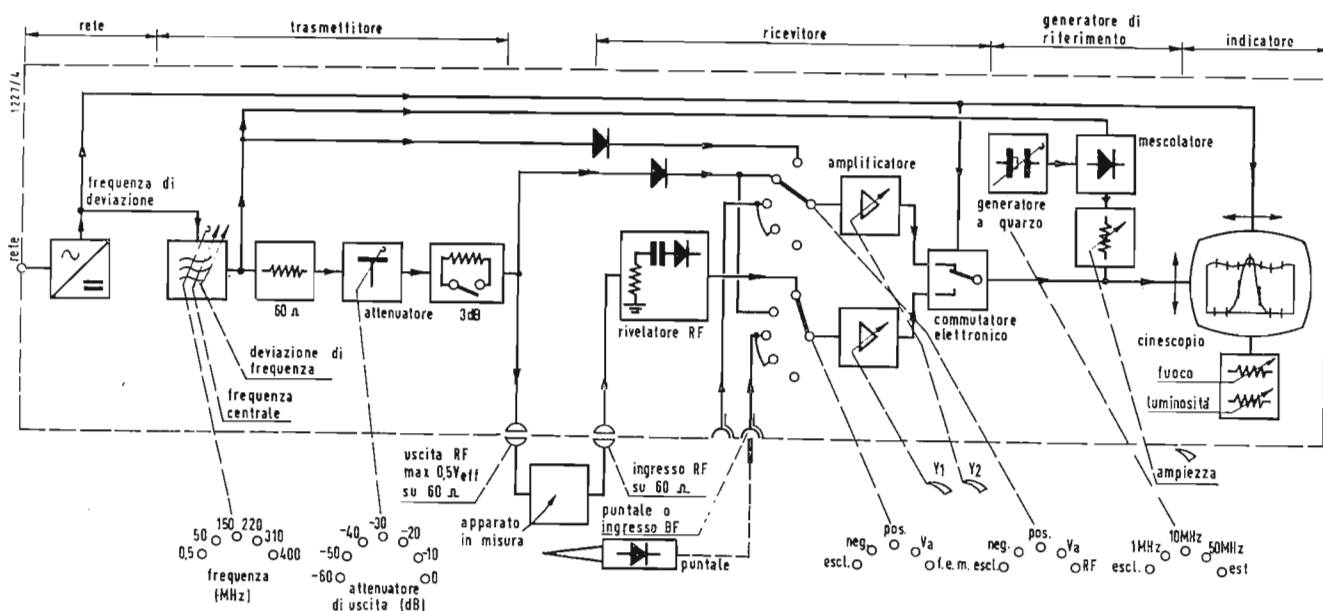 rete
trasmettitore
ricevitore
generatore di
riferimento
indicatore
1227/4
frequenza di
deviazione
rete
60 Ω
attenuatore
3dB
deviazione di
frequenza
frequenza
centrale
rivelatore RF
amplificatore
commutatore
elettronico
generatore
a quarzo
mescolatore
cinescopio
fuoco
luminosità
ampiezza
uscita RF
max 0,5Veff
su 60 Ω
apparato
in misura
ingresso RF
su 60 Ω
puntale o
ingresso BF
puntale
Y1
Y2
0,5
50
150
220
310
400
frequenza
(MHz)
-60
-50
-40
-30
-20
-10
0
attenuatore
di uscita (dB)
escl.
neg.
pos.
Va
f.e.m.
escl.
neg.
pos.
Va
RF
escl.
1MHz
10MHz
50MHz
est